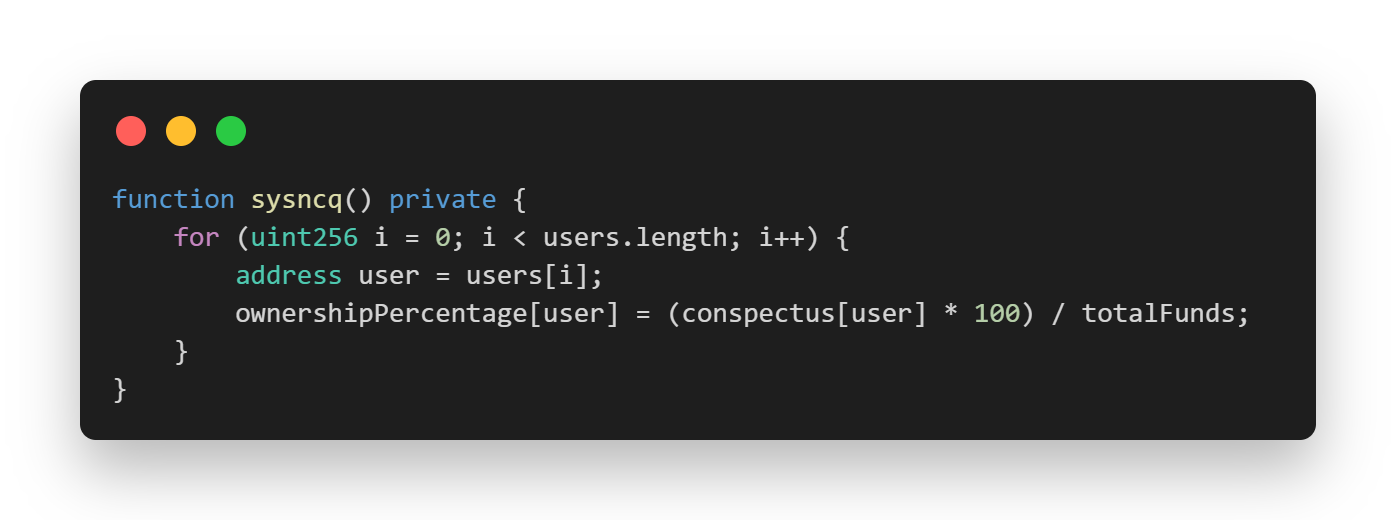 function sysncq() private {
    for (uint256 i = 0; i < users.length; i++) {
        address user = users[i];
        ownershipPercentage[user] = (conspectus[user] * 100) / totalFunds;
    }
}